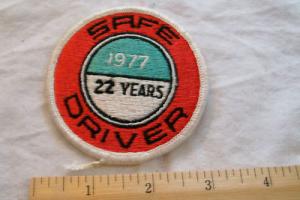 SAFE
1977
22 YEARS
DRIVER
1 2 3 4